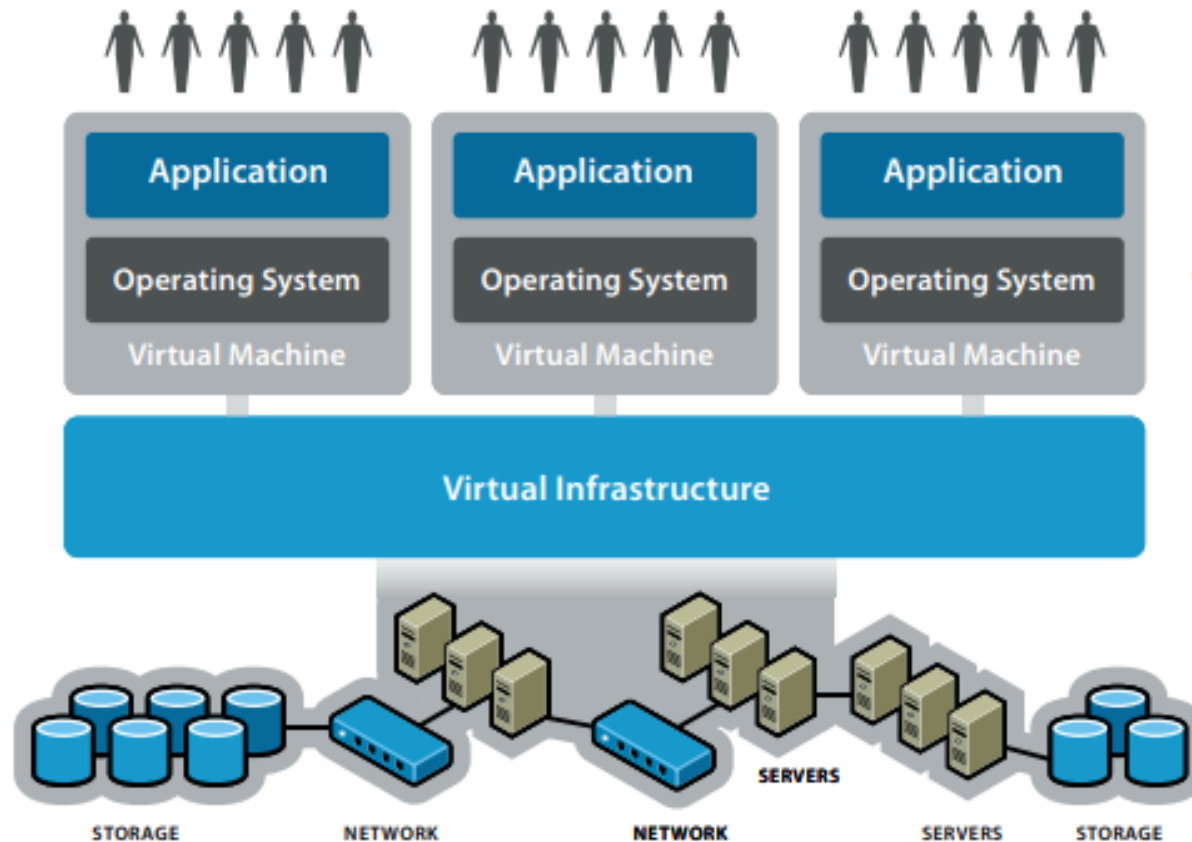 Application
Application
Application
Operating System
Operating System
Operating System
Virtual Machine
Virtual Machine
Virtual Machine
Virtual Infrastructure
SERVERS
STORAGE
NETWORK
NETWORK
SERVERS
STORAGE